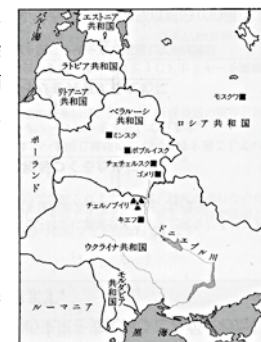 バルト海
エストニア
共和国
ラトビア共和国
リトアニア
共和国
モスクワ
ベラルーシ
共和国
ロシア共和国
ミンスク
ボブルイスク
チェチェルスク
ゴメリ
ポーランド
チェルノブイリ
キエフ
ドニエプル川
ウクライナ共和国
モルダビア
共和国
ルーマニア
黒海